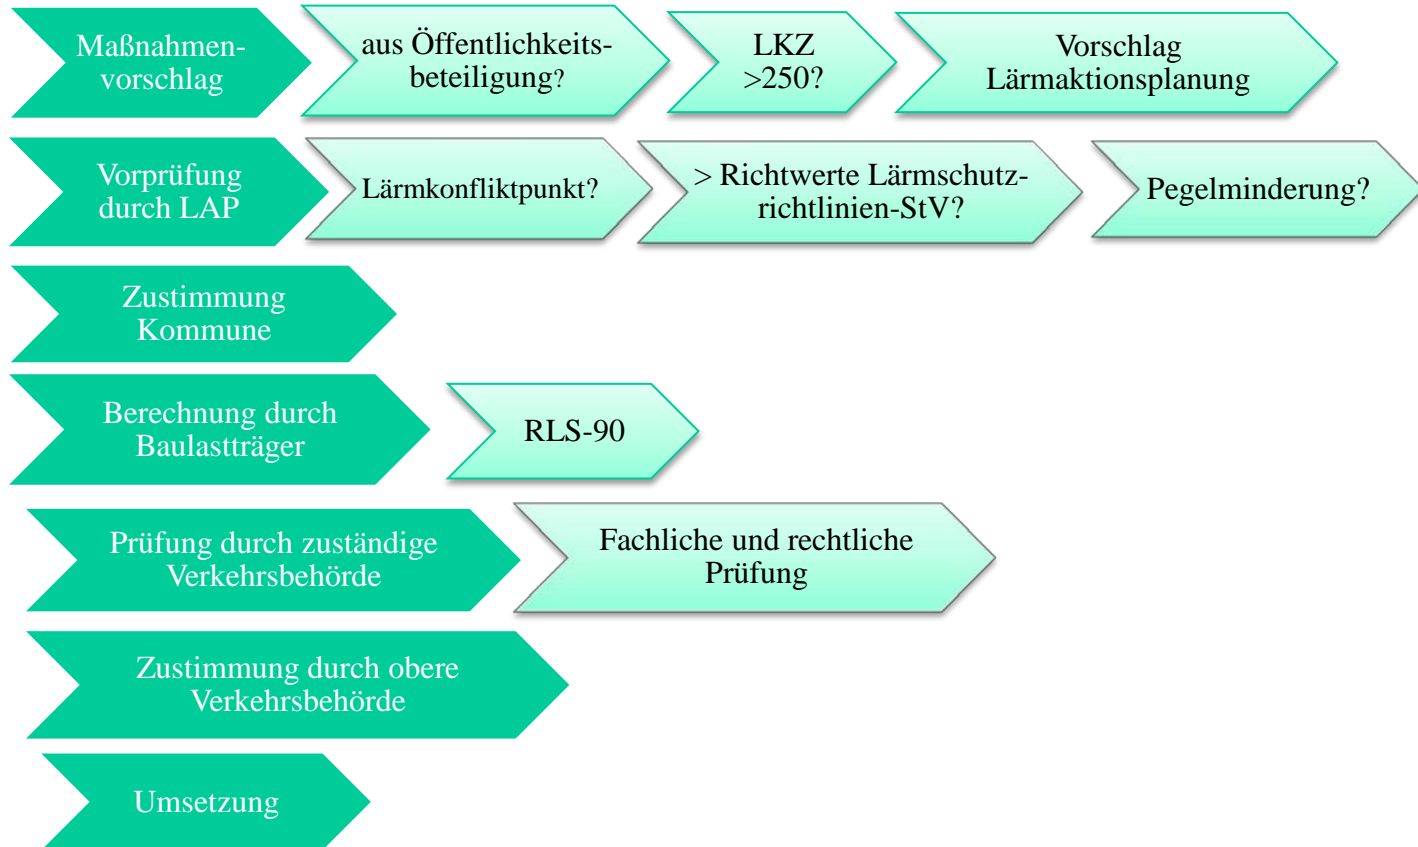 Maßnahmen-
vorschlag
aus Öffentlichkeits-
beteiligung?
LKZ
>250?
Vorschlag
Lärmaktionsplanung
Vorprüfung
durch LAP
Lärmkonfliktpunkt?
> Richtwerte Lärmschutz-
richtlinien-StV?
Pegelminderung?
Zustimmung
Kommune
Berechnung durch
Baulastträger
RLS-90
Prüfung durch zuständige
Verkehrsbehörde
Fachliche und rechtliche
Prüfung
Zustimmung durch obere
Verkehrsbehörde
Umsetzung